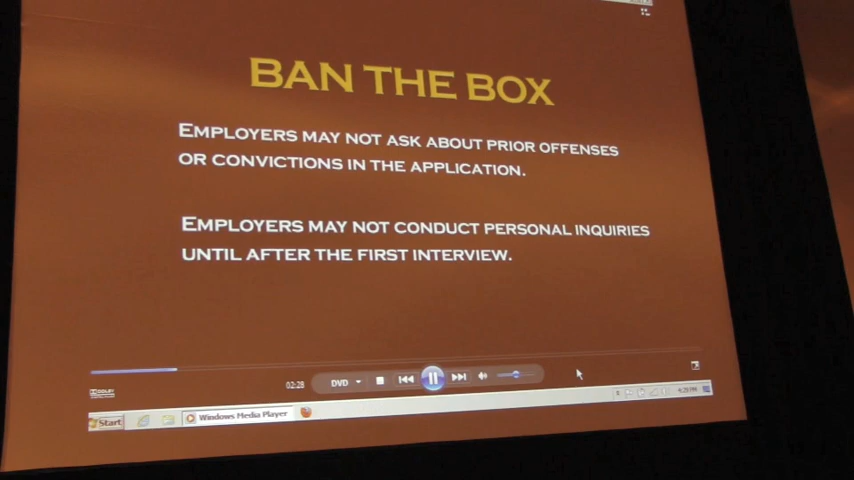 BAN THE BOX
EMPLOYERS MAY NOT ASK ABOUT PRIOR OFFENSES
OR CONVICTIONS IN THE APPLICATION.
EMPLOYERS MAY NOT CONDUCT PERSONAL INQUIRIES
UNTIL AFTER THE FIRST INTERVIEW.
02:28
DVD
Start
Windows Media Player